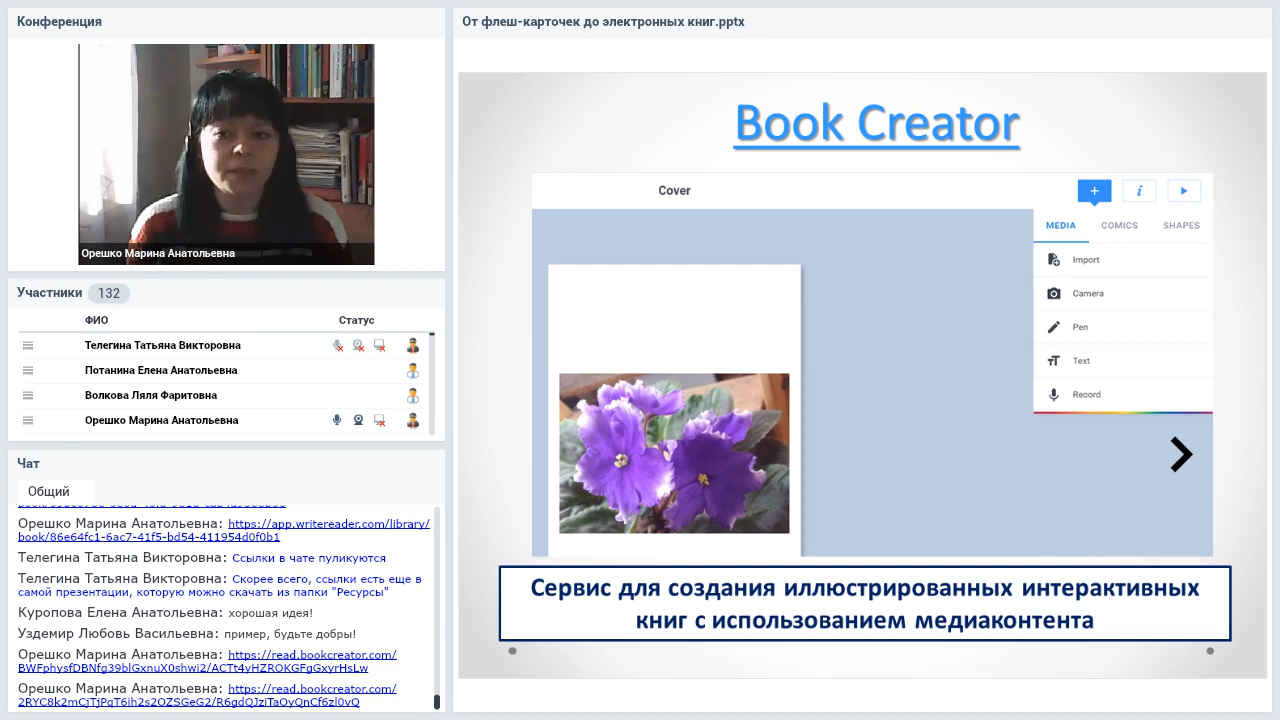 Конференция
Орешко Марина Анатольевна
Участники 132
ФИО Статус
Телегина Татьяна Викторовна
Потанина Елена Анатольевна
Волкова Ляля Фаритовна
Орешко Марина Анатольевна
Чат
Общий
Орешко Марина Анатольевна: https://app.writereader.com/library/
book/86e64fc1-6ac7-41f5-bd54-411954d0f0b1
Телегина Татьяна Викторовна: Ссылки в чате пуликуются
Телегина Татьяна Викторовна: Скорее всего, ссылки есть еще в
самой презентации, которую можно скачать из папки "Ресурсы"
Куропова Елена Анатольевна: хорошая идея!
Уздемир Любовь Васильевна: пример, будьте добры!
Орешко Марина Анатольевна: https://read.bookcreator.com/
BWFphysfDBNfg39blGxnuX0shwi2/ACTt4yHZROKGFgGxyrHsLw
Орешко Марина Анатольевна: https://read.bookcreator.com/
2RYC8k2mCjTjPqT6ih2s2OZSGeG2/R6gdQJziTaOyQnCf6zl0vQ
От флеш-карточек до электронных книг.pptx
Book Creator
Cover
MEDIA COMICS SHAPES
Import
Camera
Pen
Text
Record
Сервис для создания иллюстрированных интерактивных
книг с использованием медиаконтента